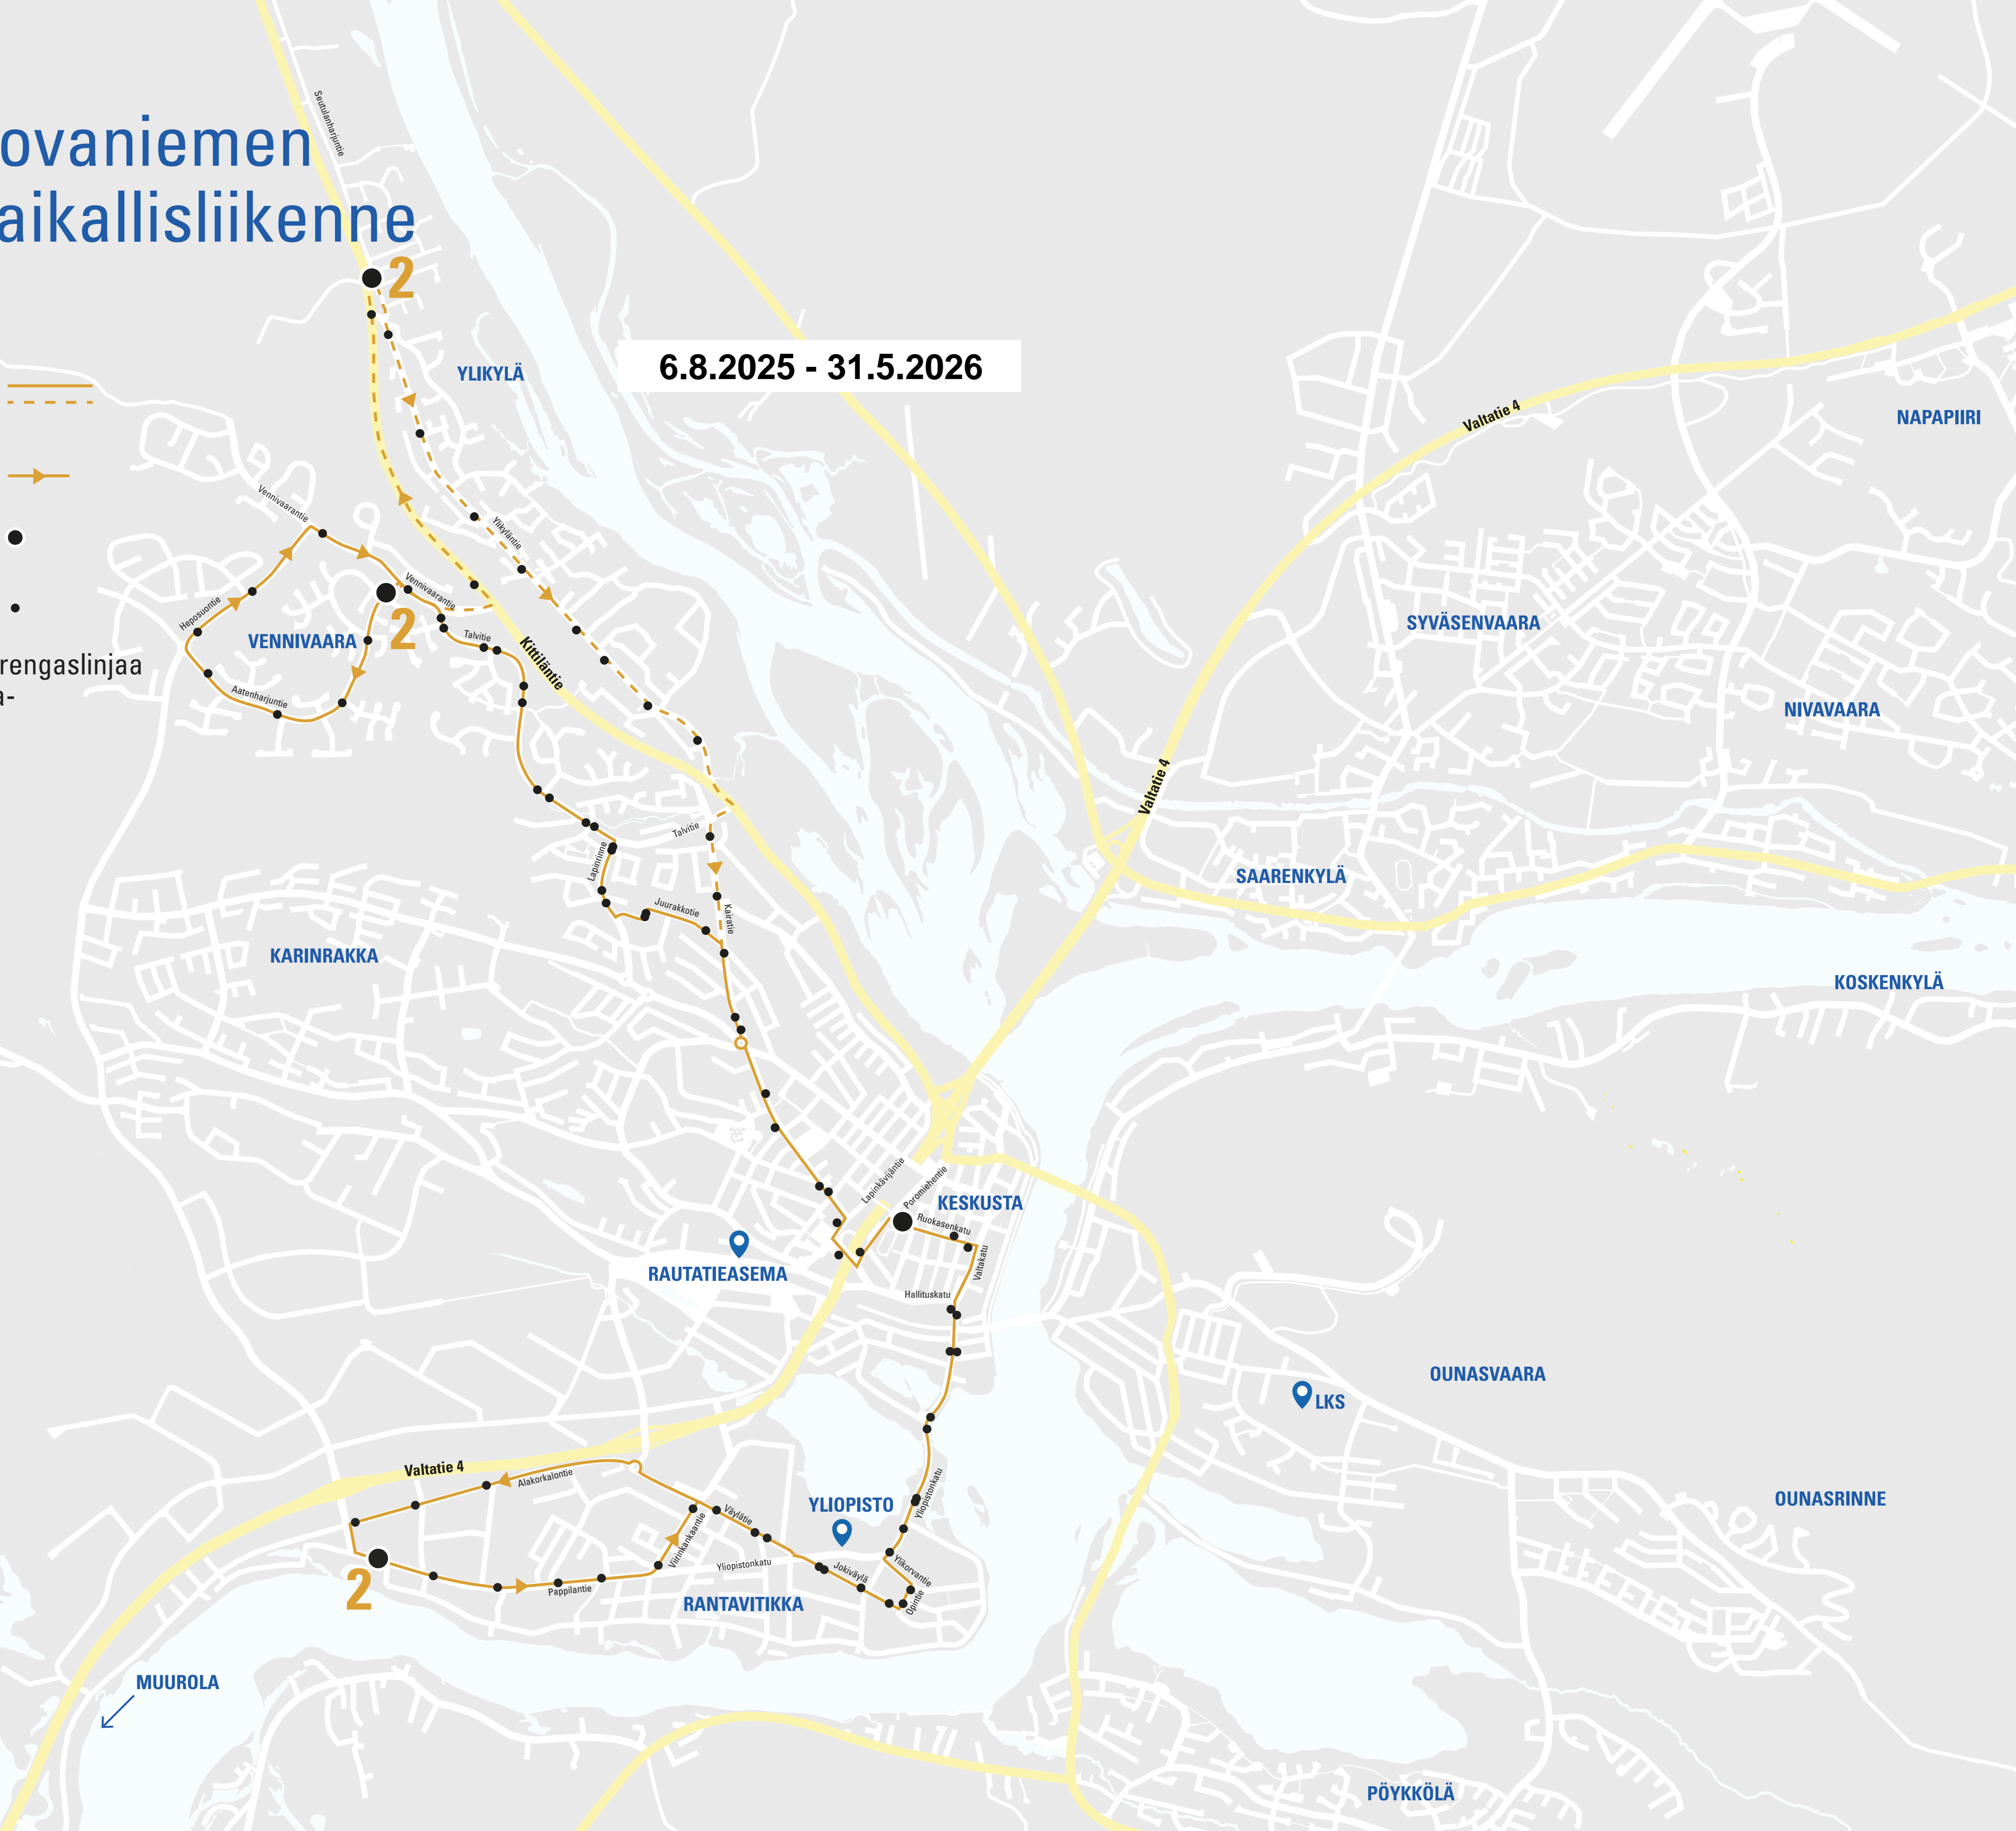 ovaniemen
aikallisliikenne
Seutulanharjuntie
2
YLIKYLÄ
6.8.2025 - 31.5.2026
Valtatie 4
NAPAPIIRI
Vennivaarantie
Ylikyläntie
Vennivaarantie
Heposuontie
2
VENNIVAARA
Talvitie
Kittiläntie
SYVÄSENVAARA
rengaslinjaa
a-
Aatenharjuntie
NIVAVAARA
Valtatie 4
Talvitie
Lapinrinne
SAARENKYLÄ
Juurakkotie
Kairatie
KARINRAKKA
KOSKENKYLÄ
Lapinkävijäntie
Poromiehentie
KESKUSTA
Ruokasenkatu
Valtakatu
RAUTATIEASEMA
Hallituskatu
OUNASVAARA
LKS
Valtatie 4
Alakorkalontie
YLIOPISTO
Yliopistonkatu
OUNASRINNE
Väylätie
Viirinkankaantie
Yliopistonkatu
Jokiväylä
Ylikorvantie
Opintie
2
Pappilantie
RANTAVITIKKA
MUUROLA
PÖYKKÖLÄ